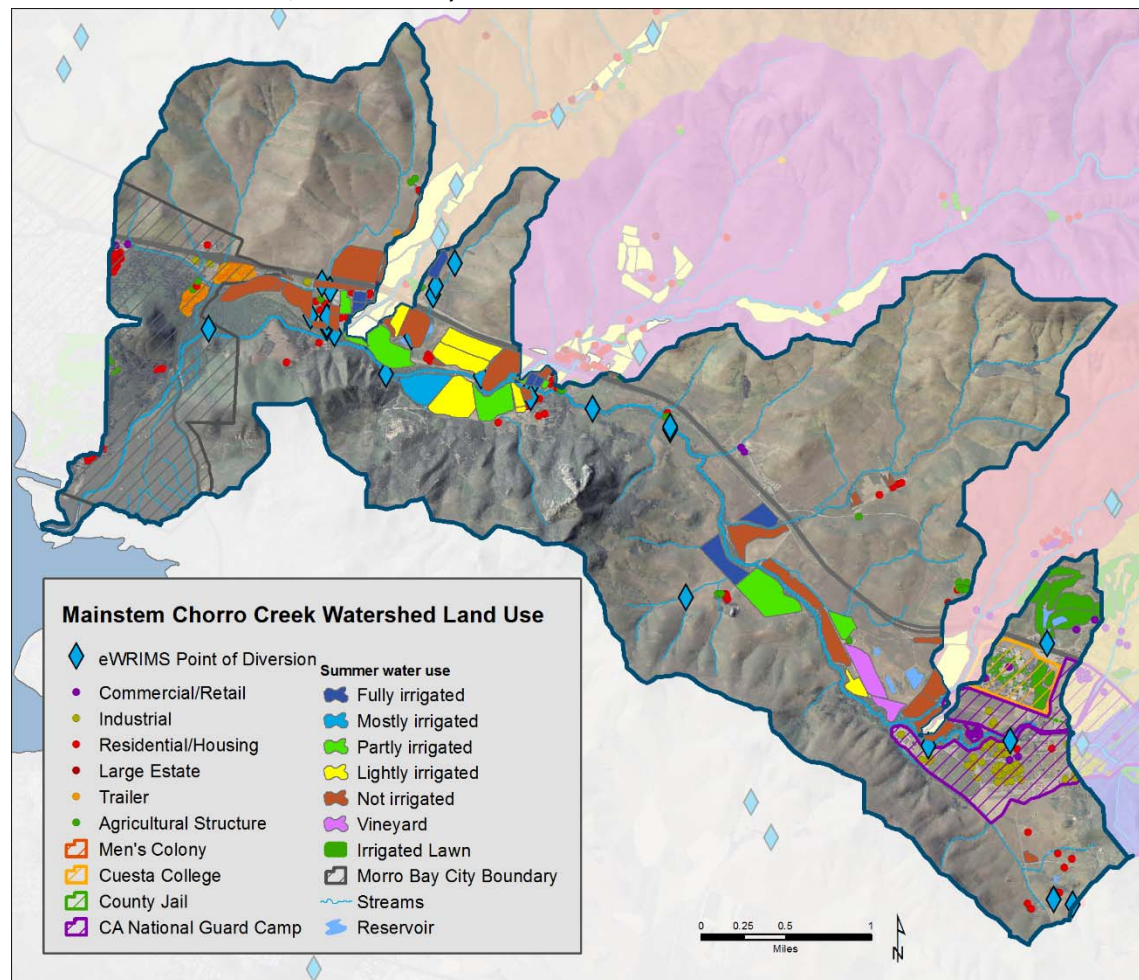 Mainstem Chorro Creek Watershed Land Use
eWRIMS Point of Diversion
Commercial/Retail
Industrial
Residential/Housing
Large Estate
Trailer
Agricultural Structure
Men's Colony
Cuesta College
County Jail
CA National Guard Camp
Summer water use
Fully irrigated
Mostly irrigated
Partly irrigated
Lightly irrigated
Not irrigated
Vineyard
Irrigated Lawn
Morro Bay City Boundary
Streams
Reservoir
0 0.25 0.5 1
Miles
N